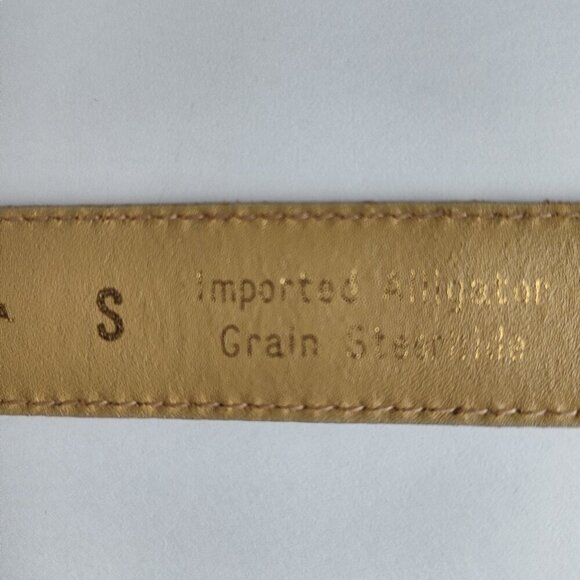 S
Imported Alligator
Grain Steerhide